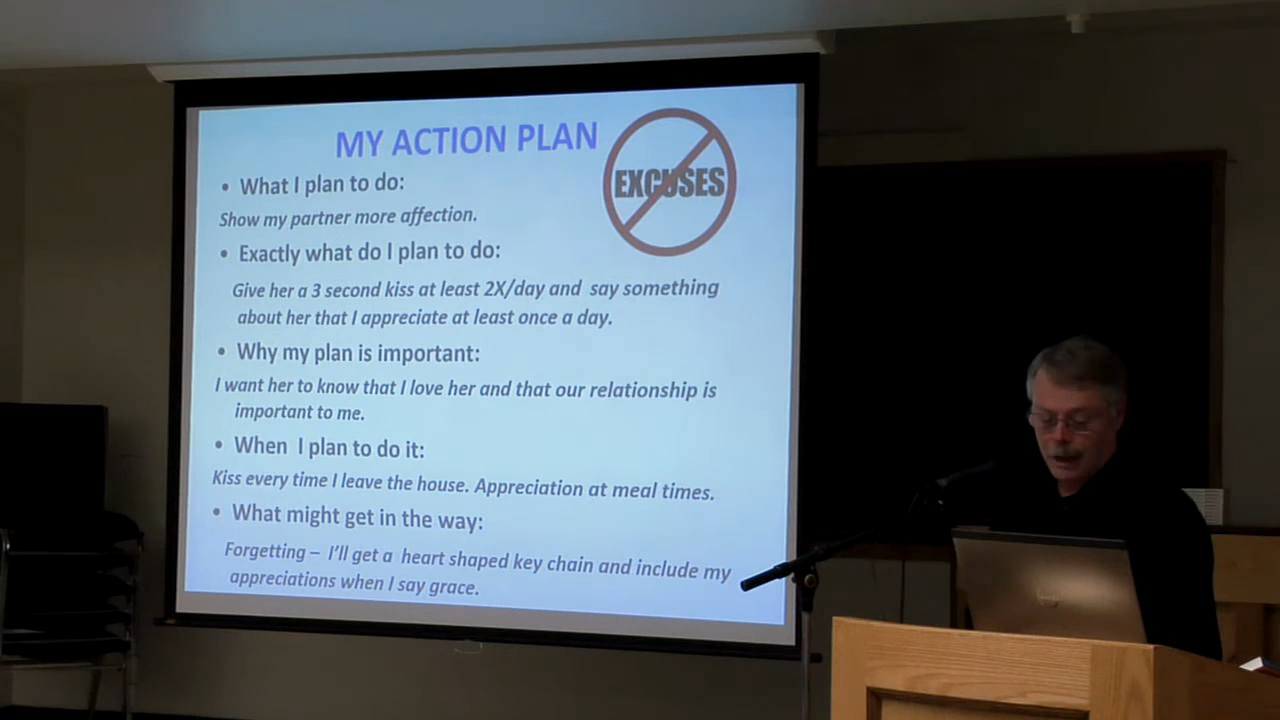 MY ACTION PLAN
EXCUSES
• What I plan to do:
Show my partner more affection.
• Exactly what do I plan to do:
Give her a 3 second kiss at least 2X/day and say something
about her that I appreciate at least once a day.
• Why my plan is important:
I want her to know that I love her and that our relationship is
important to me.
• When I plan to do it:
Kiss every time I leave the house. Appreciation at meal times.
• What might get in the way:
Forgetting – I'll get a heart shaped key chain and include my
appreciations when I say grace.